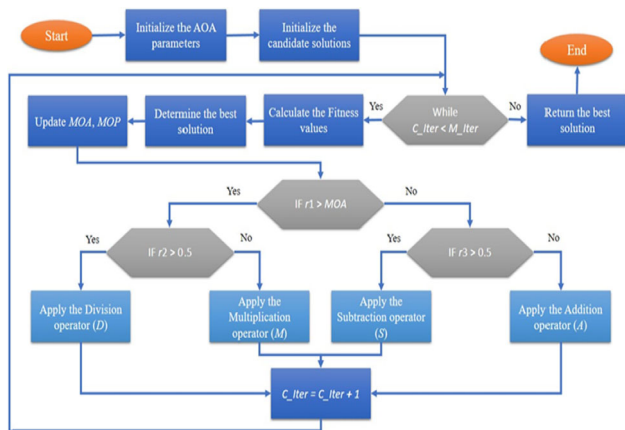 Start
Initialize the AOA
parameters
Initialize the
candidate solutions
End
While
C_Iter < M_Iter
Yes
No
Return the best
solution
Calculate the Fitness
values
Determine the best
solution
Update MOA, MOP
IF r1 > MOA
Yes
No
IF r2 > 0.5
Yes
No
IF r3 > 0.5
Yes
No
Apply the Division
operator (D)
Apply the
Multiplication
operator (M)
Apply the
Subtraction operator
(S)
Apply the Addition
operator (A)
C_Iter = C_Iter + 1